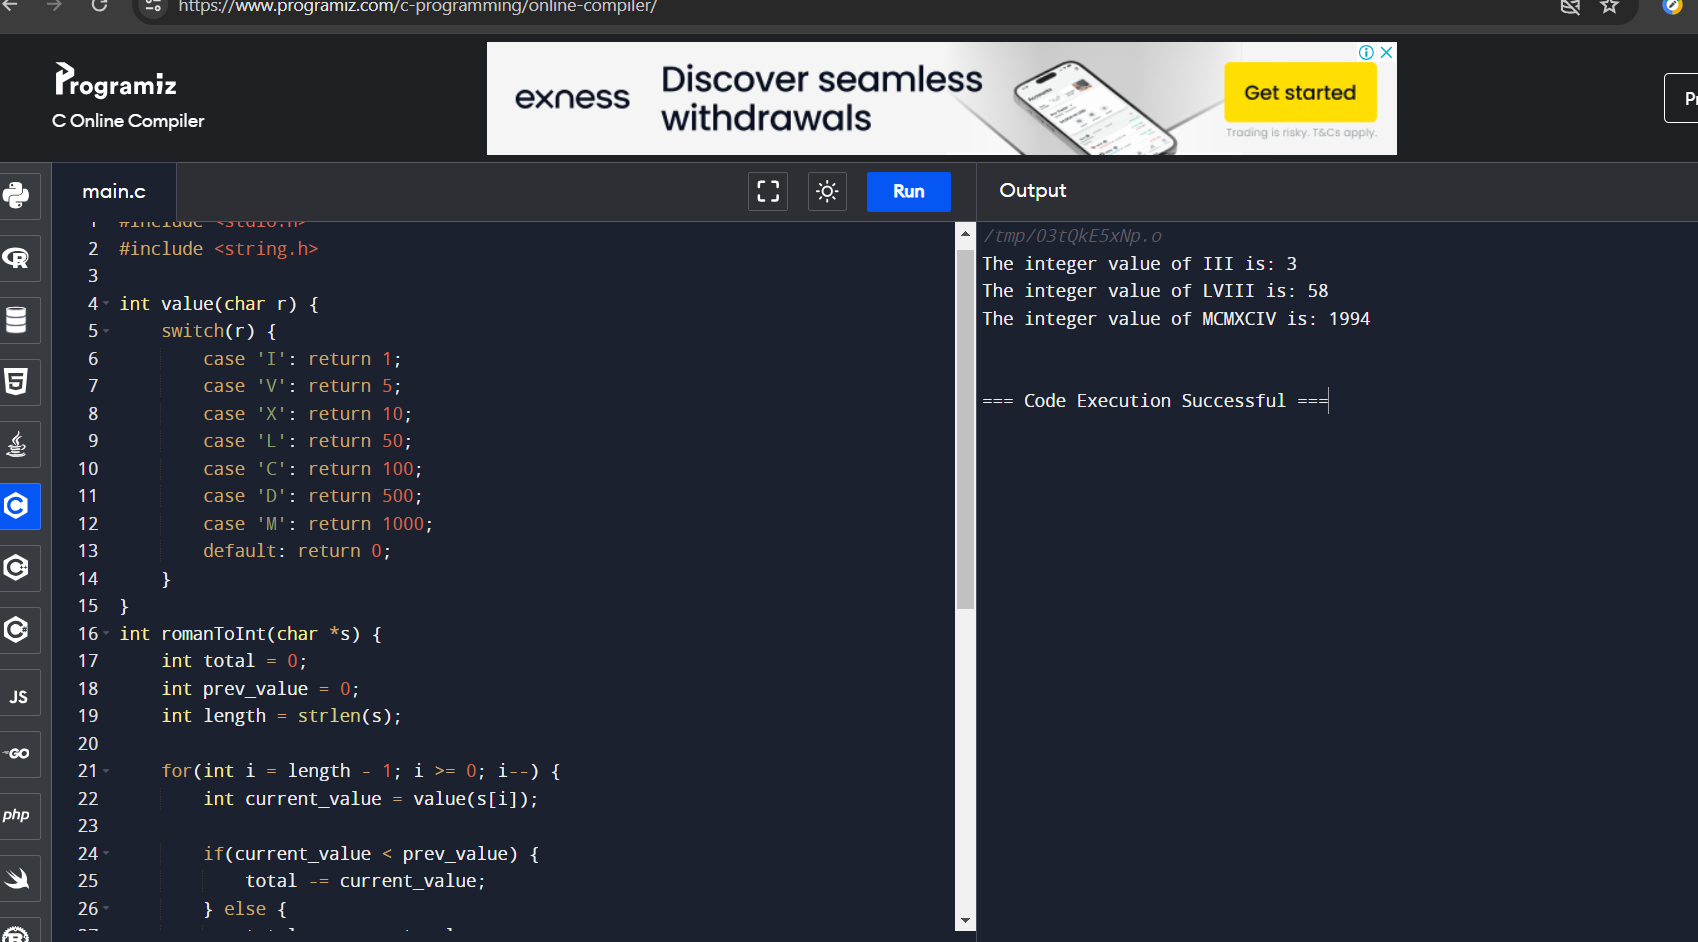 https://www.programiz.com/c-programming/online-compiler/
Programiz
C Online Compiler
exness
Discover seamless
withdrawals
Get started
Trading is risky. T&Cs apply.
main.c
Run
Output
1 #include <stdio.h>
2 #include <string.h>
3
4 int value(char r) {
5     switch(r) {
6         case 'I': return 1;
7         case 'V': return 5;
8         case 'X': return 10;
9         case 'L': return 50;
10         case 'C': return 100;
11         case 'D': return 500;
12         case 'M': return 1000;
13         default: return 0;
14     }
15 }
16 int romanToInt(char *s) {
17     int total = 0;
18     int prev_value = 0;
19     int length = strlen(s);
20
21     for(int i = length - 1; i >= 0; i--) {
22         int current_value = value(s[i]);
23
24         if(current_value < prev_value) {
25             total -= current_value;
26         } else {
/tmp/O3tQkE5xNp.o
The integer value of III is: 3
The integer value of LVIII is: 58
The integer value of MCMXCIV is: 1994
=== Code Execution Successful ===
JS
GO
php